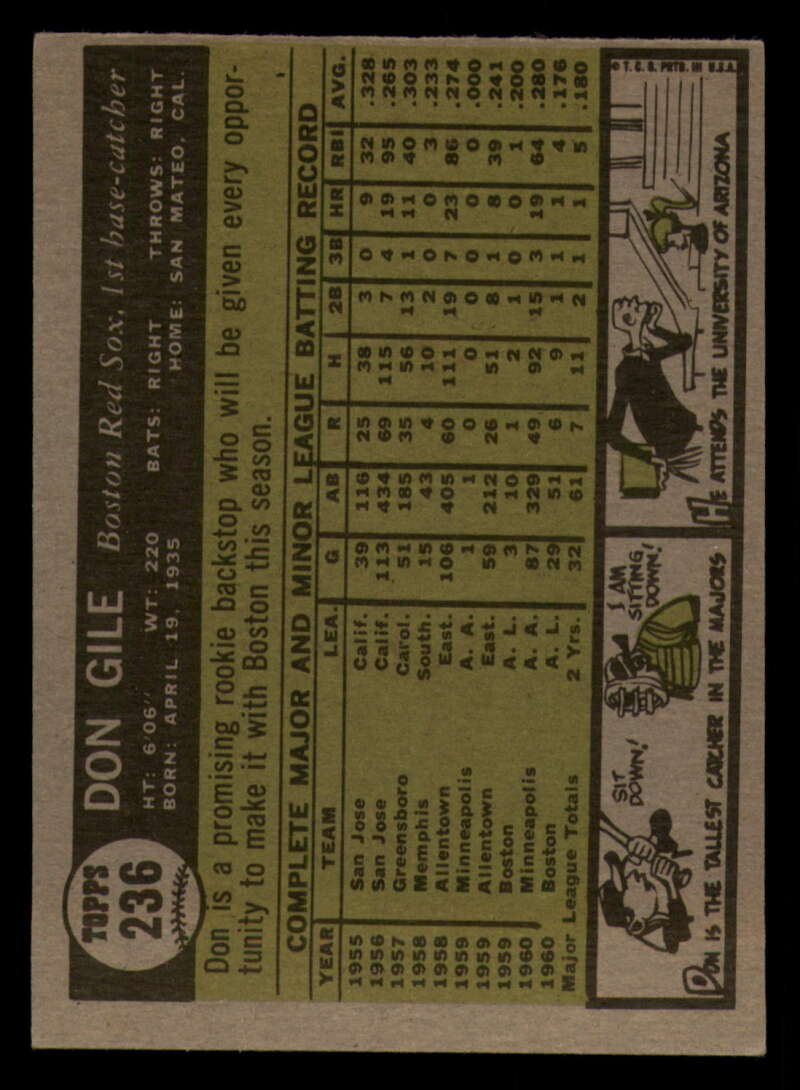 TOPPS
236
DON GILE Boston Red Sox, 1st base-catcher
HT: 6'06" WT: 220 BATS: RIGHT THROWS: RIGHT
BORN: APRIL 19, 1935 HOME: SAN MATEO, CAL.
Don is a promising rookie backstop who will be given every oppor-
tunity to make it with Boston this season.
COMPLETE MAJOR AND MINOR LEAGUE BATTING RECORD
YEAR TEAM LEA. G AB R H 2B 3B HR RBI AVG.
1955 San Jose Calif. 39 116 25 38 3 0 9 32 .328
1956 San Jose Calif. 113 434 69 115 7 4 19 95 .265
1957 Greensboro Carol. 51 185 35 56 13 1 11 40 .303
1958 Memphis South. 15 43 4 10 2 0 0 3 .233
1958 Allentown East. 106 405 60 111 19 7 23 86 .274
1959 Minneapolis A. A. 1 1 0 0 0 0 0 0 .000
1959 Allentown East. 59 212 26 51 8 1 8 39 .241
1959 Boston A. L. 3 10 1 2 1 0 0 1 .200
1960 Minneapolis A. A. 87 329 49 92 15 3 19 64 .280
1960 Boston A. L. 29 51 6 9 1 1 1 4 .176
Major League Totals 2 Yrs. 32 61 7 11 2 1 1 5 .180
SIT
DOWN!
I AM
SITTING
DOWN!
DON IS THE TALLEST CATCHER IN THE MAJORS
© T. C. G. PRTD. IN U.S.A.
HE ATTENDS THE UNIVERSITY OF ARIZONA